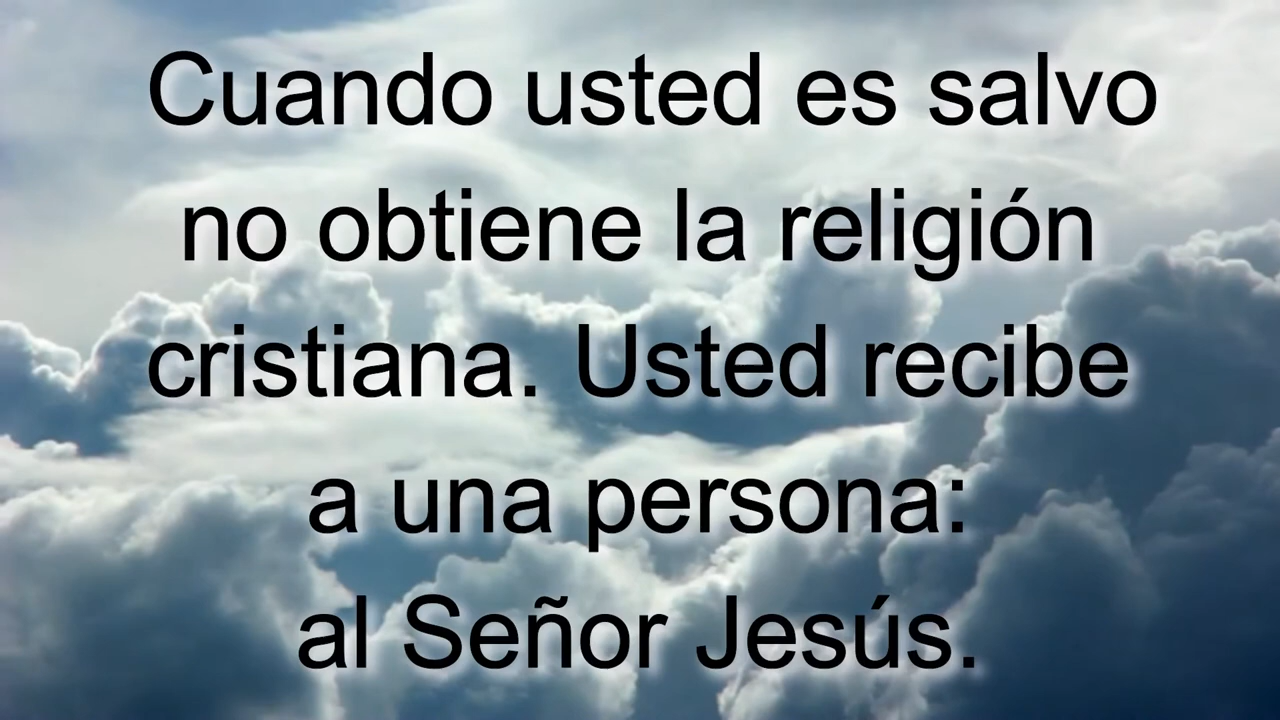 Cuando usted es salvo
no obtiene la religión
cristiana. Usted recibe
a una persona:
al Señor Jesús.